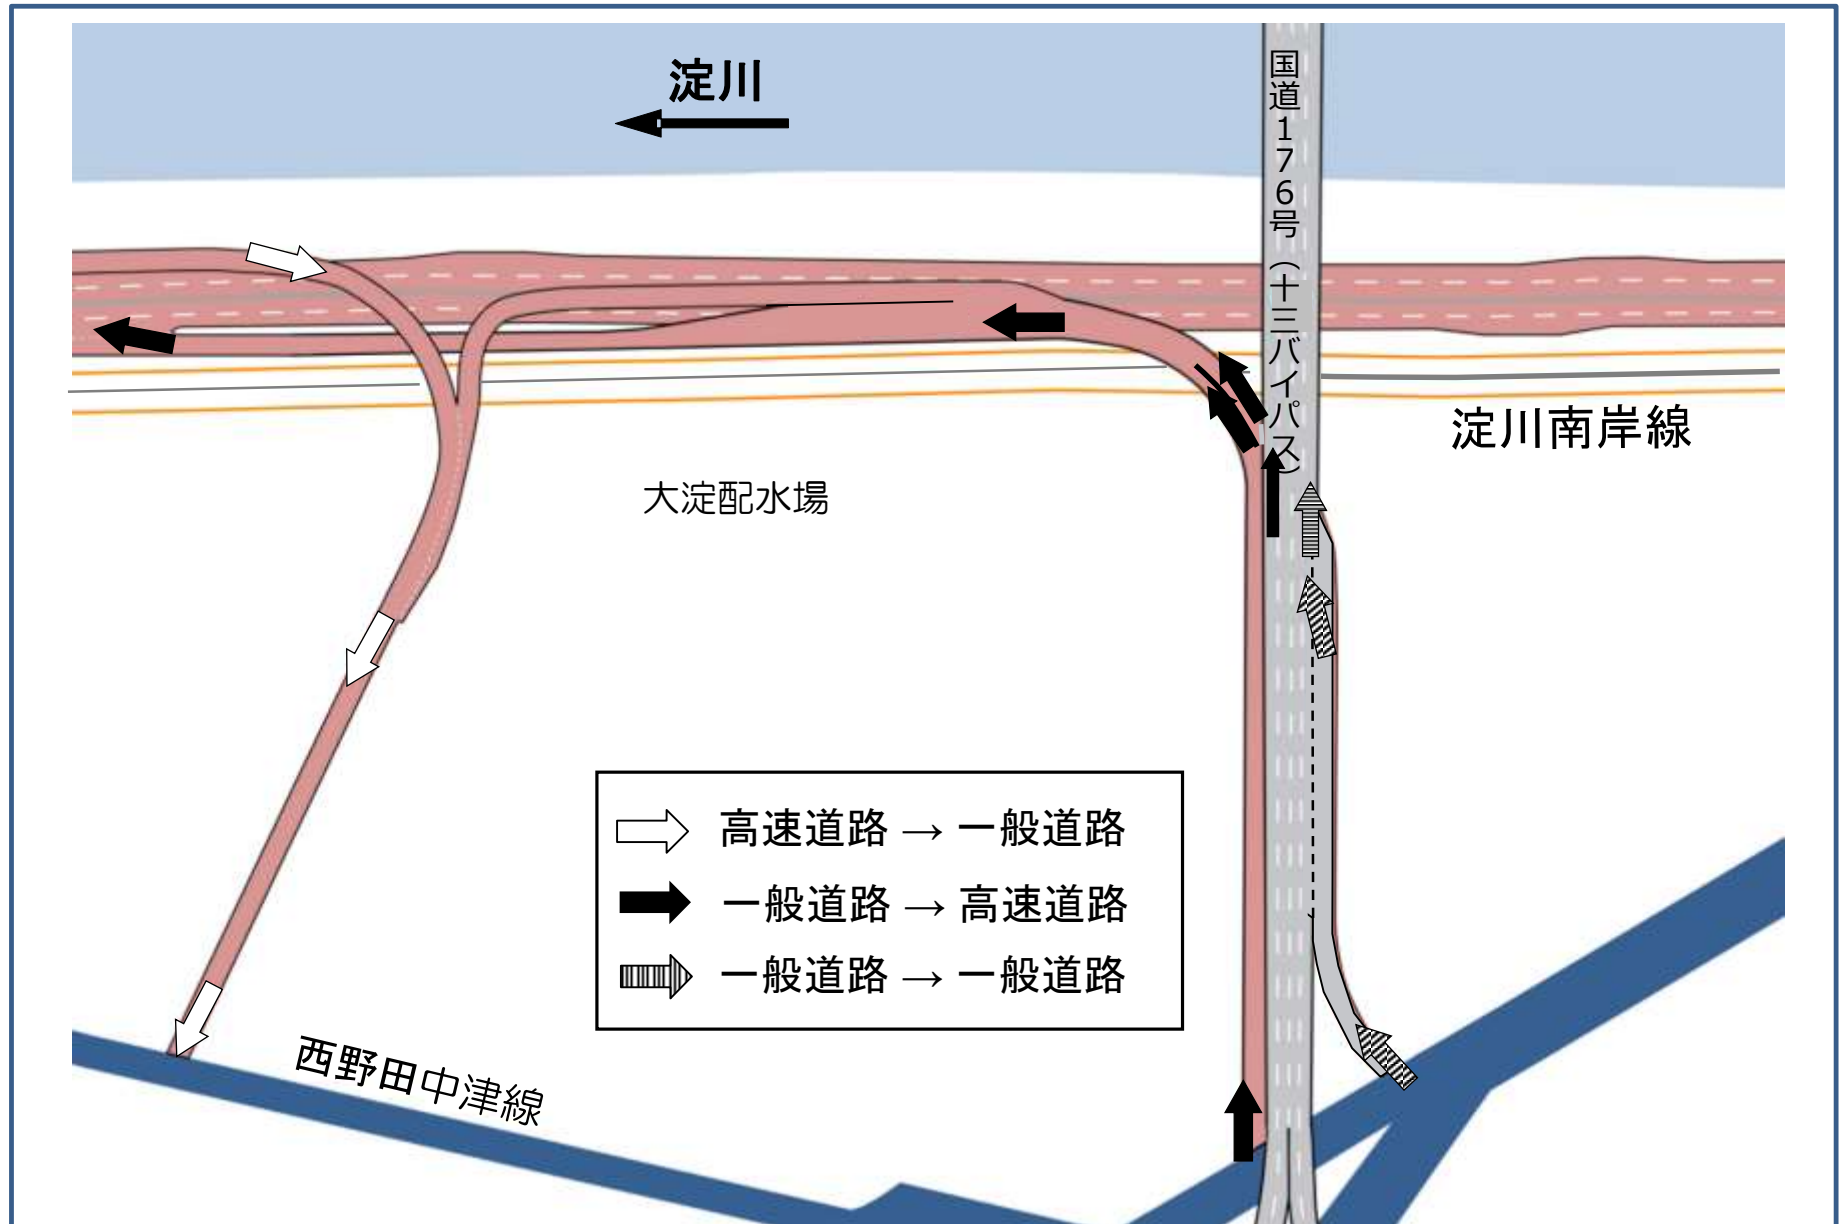 淀川
国道176号（十三バイパス）
淀川南岸線
大淀配水場
高速道路 → 一般道路
一般道路 → 高速道路
一般道路 → 一般道路
西野田中津線